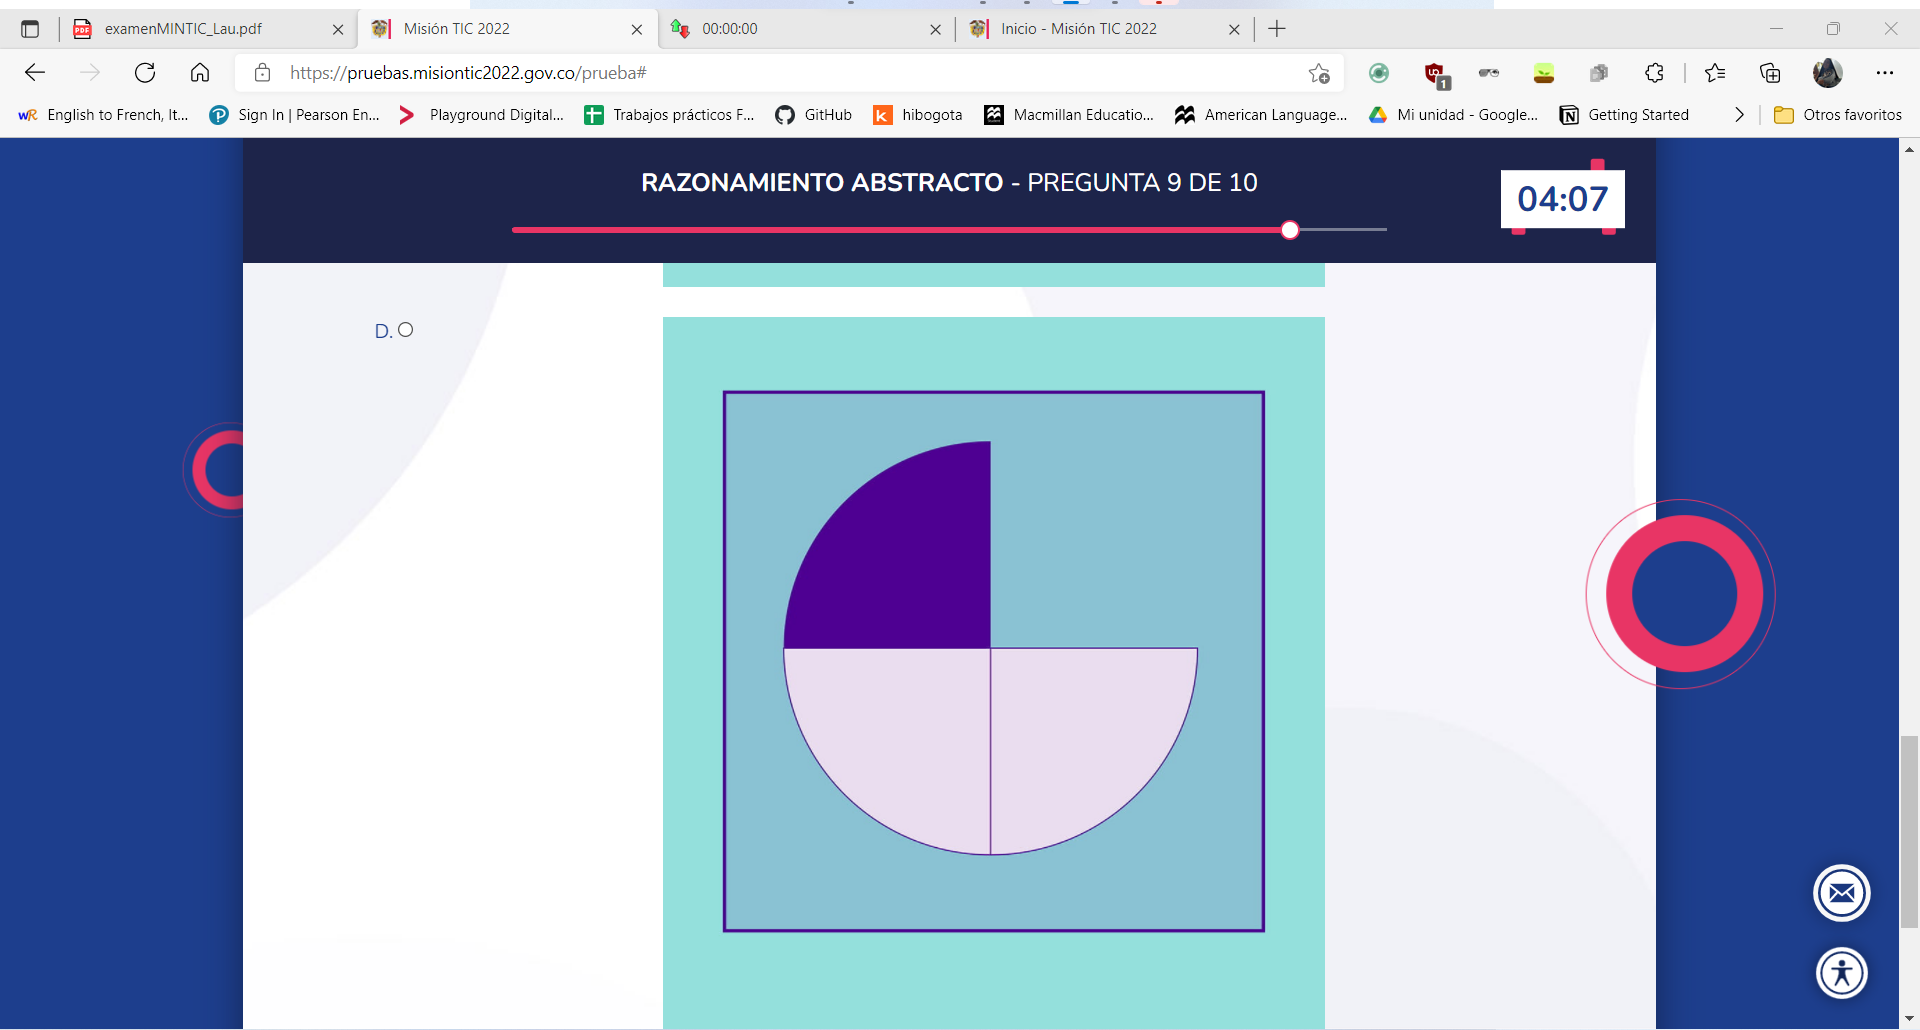 examenMINTIC_Lau.pdf
Misión TIC 2022
00:00:00
Inicio - Misión TIC 2022
https://pruebas.misiontic2022.gov.co/prueba#
1
English to French, It...
Sign In | Pearson En...
Playground Digital...
Trabajos prácticos F...
GitHub
hibogota
Macmillan Educatio...
American Language...
Mi unidad - Google...
Getting Started
Otros favoritos
RAZONAMIENTO ABSTRACTO - PREGUNTA 9 DE 10
04:07
D.